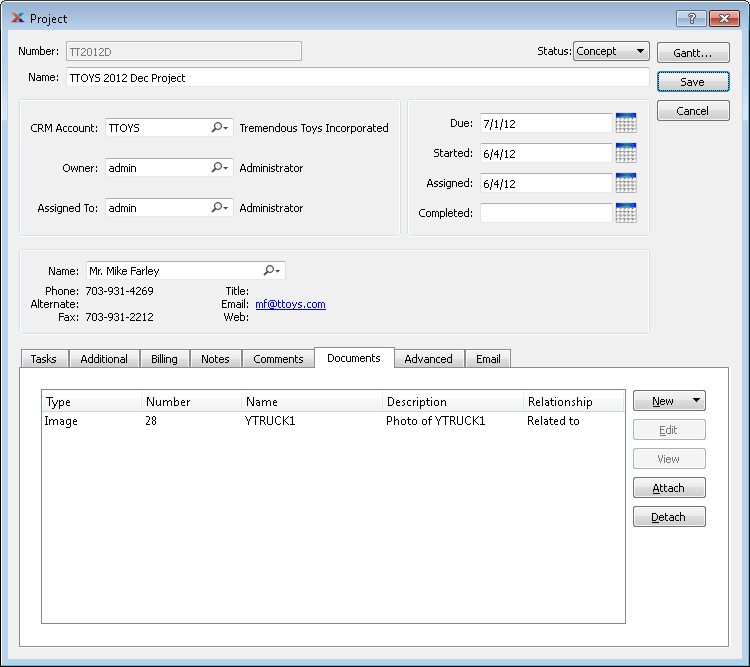 Project
Number: TT2012D Status: Concept Gantt...
Name: TTOYS 2012 Dec Project Save
Cancel
CRM Account: TTOYS Tremendous Toys Incorporated
Owner: admin Administrator
Assigned To: admin Administrator
Due: 7/1/12
Started: 6/4/12
Assigned: 6/4/12
Completed:
Name: Mr. Mike Farley
Phone: 703-931-4269 Title:
Alternate: Email: mf@ttoys.com
Fax: 703-931-2212 Web:
Tasks Additional Billing Notes Comments Documents Advanced Email
Type Number Name Description Relationship
Image 28 YTRUCK1 Photo of YTRUCK1 Related to
New
Edit
View
Attach
Detach